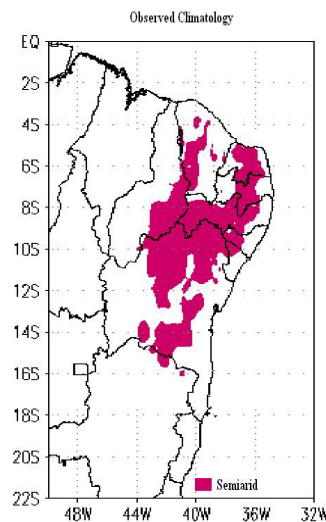 Observed Climatology
EQ
2S
4S
6S
8S
10S
12S
14S
16S
18S
20S
22S
Semiarid
48W 44W 40W 36W 32W